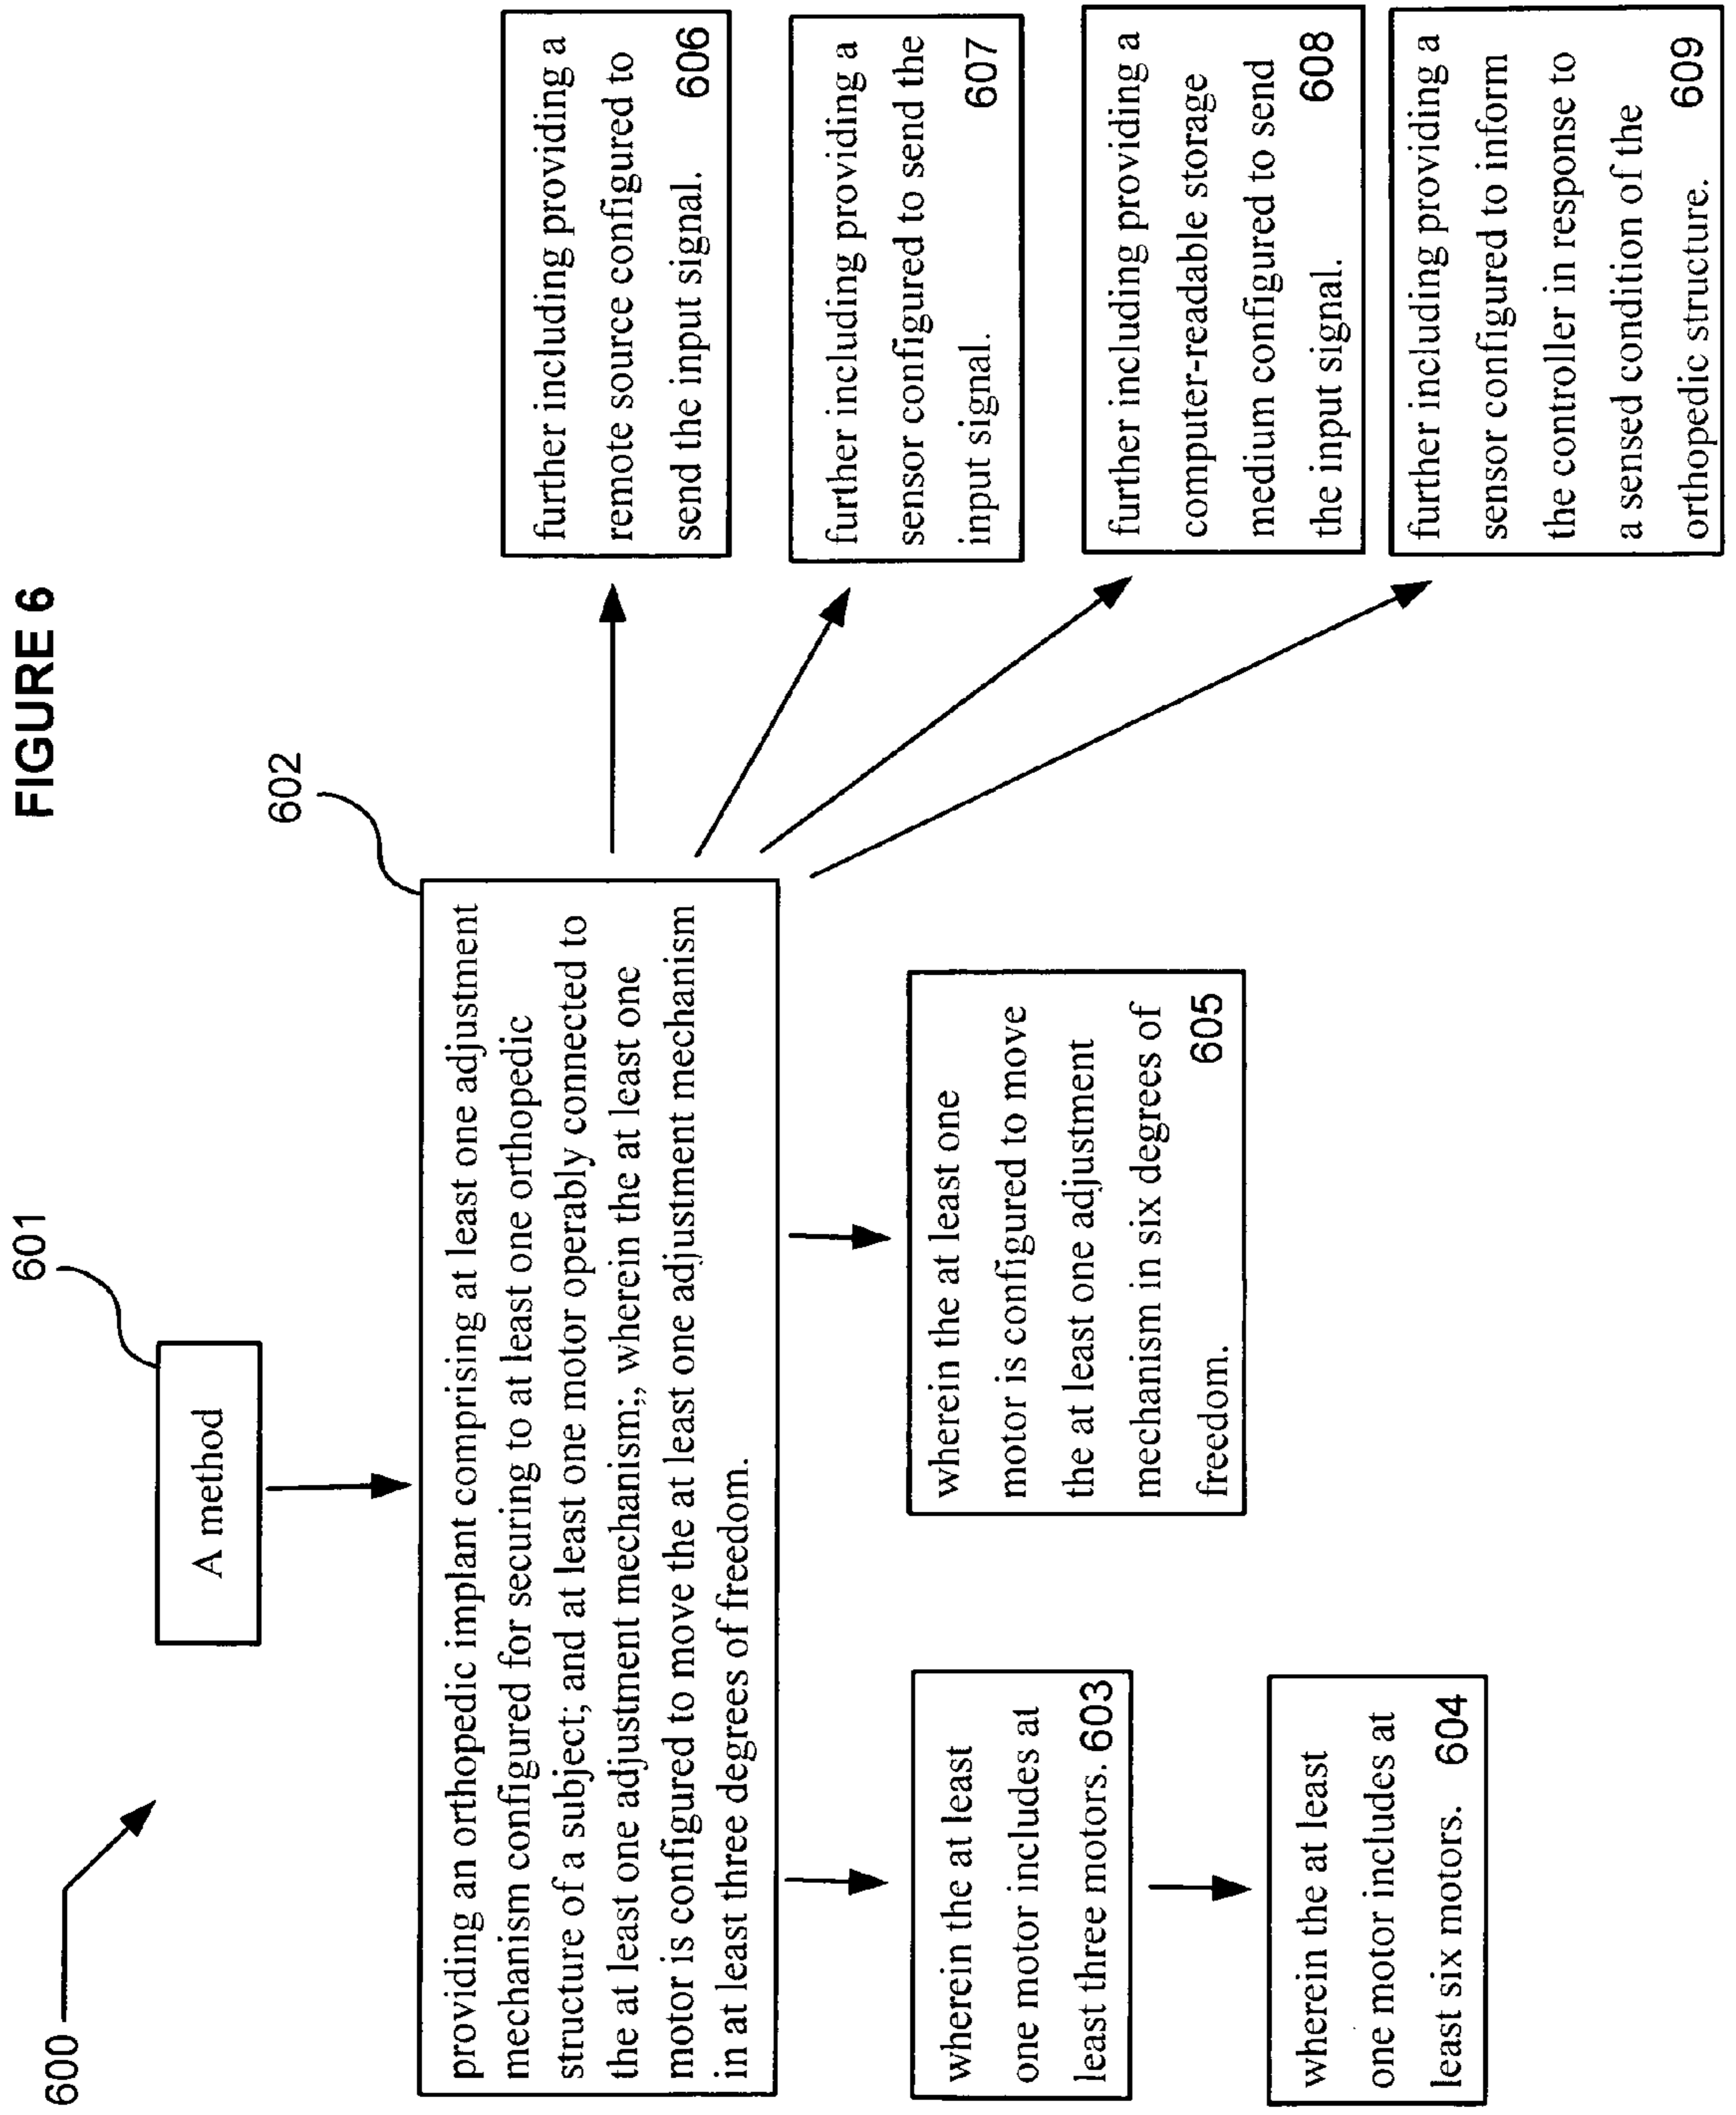 FIGURE 6
600
601
A method
602
providing an orthopedic implant comprising at least one adjustment
mechanism configured for securing to at least one orthopedic
structure of a subject; and at least one motor operably connected to
the at least one adjustment mechanism;, wherein the at least one
motor is configured to move the at least one adjustment mechanism
in at least three degrees of freedom.
wherein the at least
one motor includes at
least three motors. 603
wherein the at least
one motor includes at
least six motors. 604
wherein the at least one
motor is configured to move
the at least one adjustment
mechanism in six degrees of
freedom. 605
further including providing a
remote source configured to
send the input signal. 606
further including providing a
sensor configured to send the
input signal. 607
further including providing a
computer-readable storage
medium configured to send
the input signal. 608
further including providing a
sensor configured to inform
the controller in response to
a sensed condition of the
orthopedic structure. 609